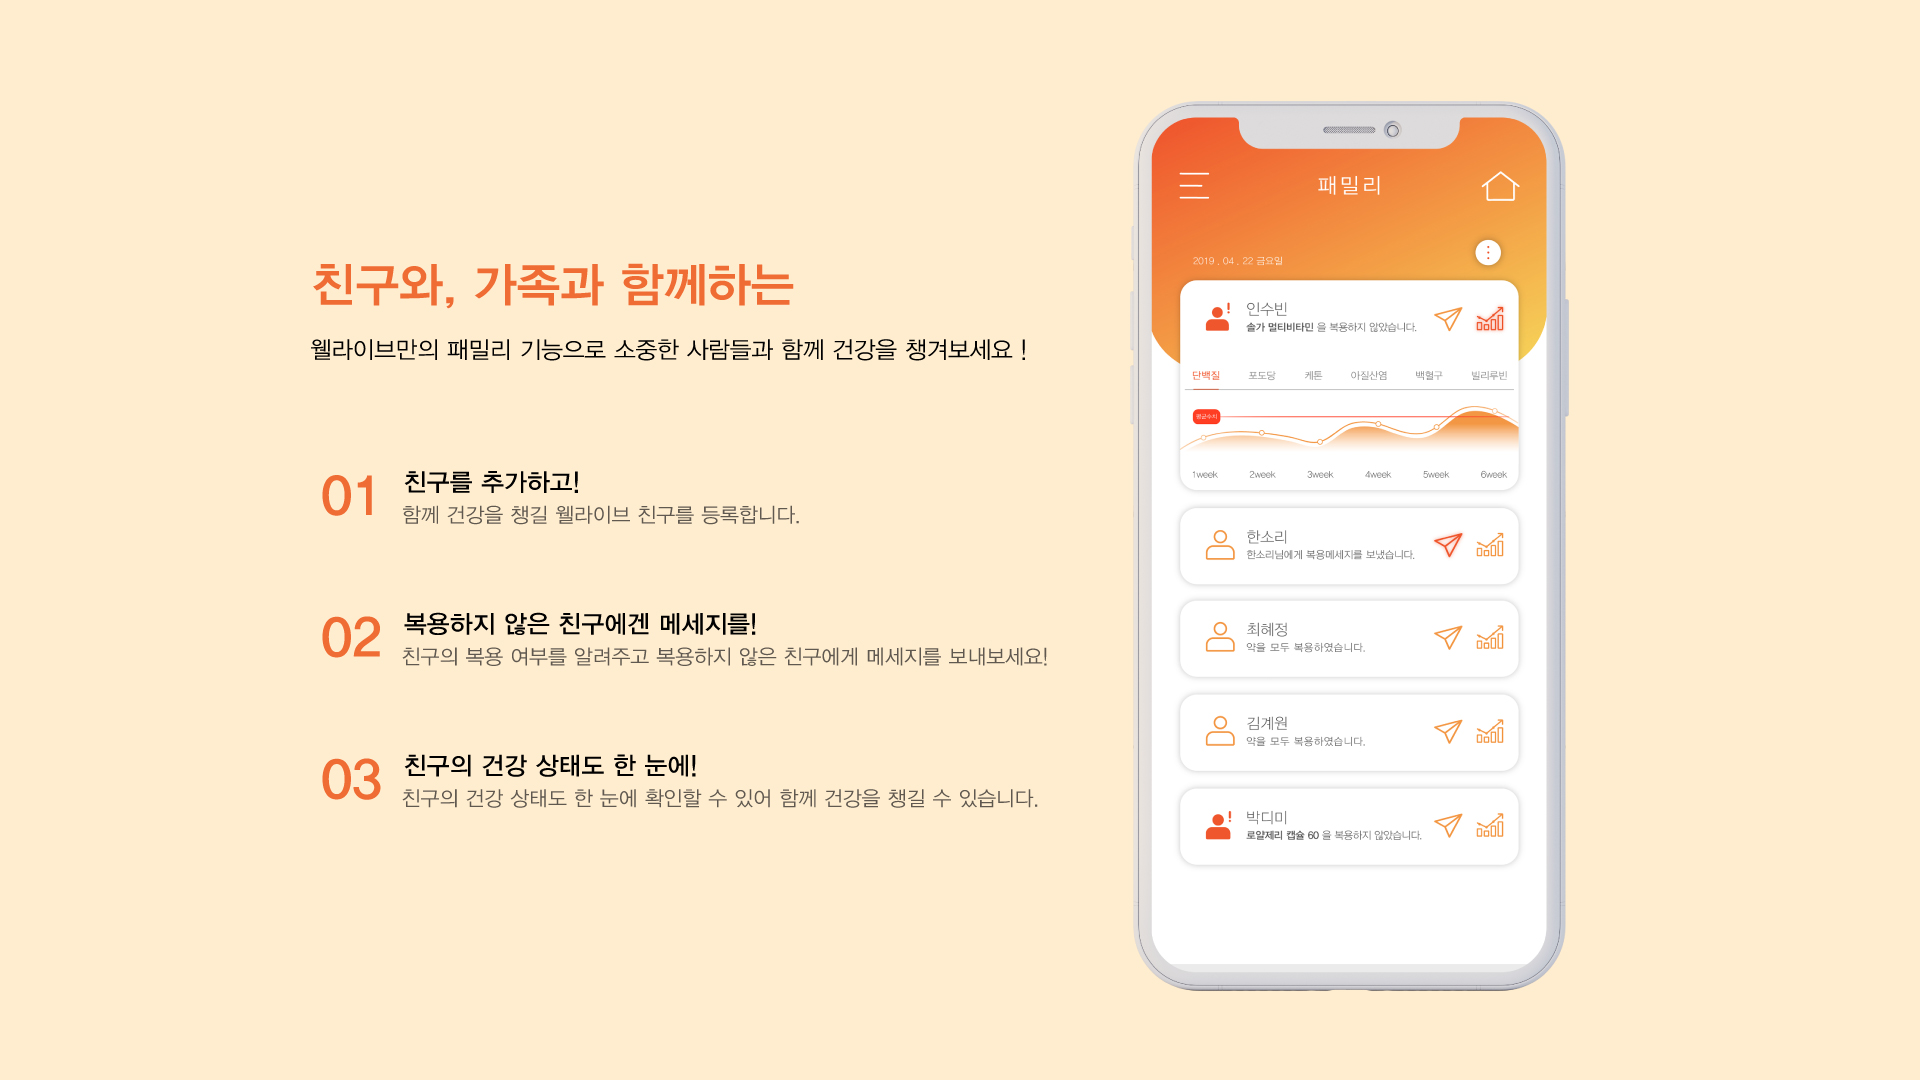 친구와, 가족과 함께하는
웰라이브만의 패밀리 기능으로 소중한 사람들과 함께 건강을 챙겨보세요 !
01
친구를 추가하고!
함께 건강을 챙길 웰라이브 친구를 등록합니다.
02
복용하지 않은 친구에겐 메세지를!
친구의 복용 여부를 알려주고 복용하지 않은 친구에게 메세지를 보내보세요!
03
친구의 건강 상태도 한 눈에!
친구의 건강 상태도 한 눈에 확인할 수 있어 함께 건강을 챙길 수 있습니다.
패밀리
2019 . 04 . 22 금요일
인수빈
솔가 멀티비타민 을 복용하지 않았습니다.
단백질 포도당 케톤 아질산염 백혈구 빌리루빈
평균수치
1week 2week 3week 4week 5week 6week
한소리
한소리님에게 복용메세지를 보냈습니다.
최혜정
약을 모두 복용하였습니다.
김계원
약을 모두 복용하였습니다.
박디미
로얄제리 캡슐 60 을 복용하지 않았습니다.